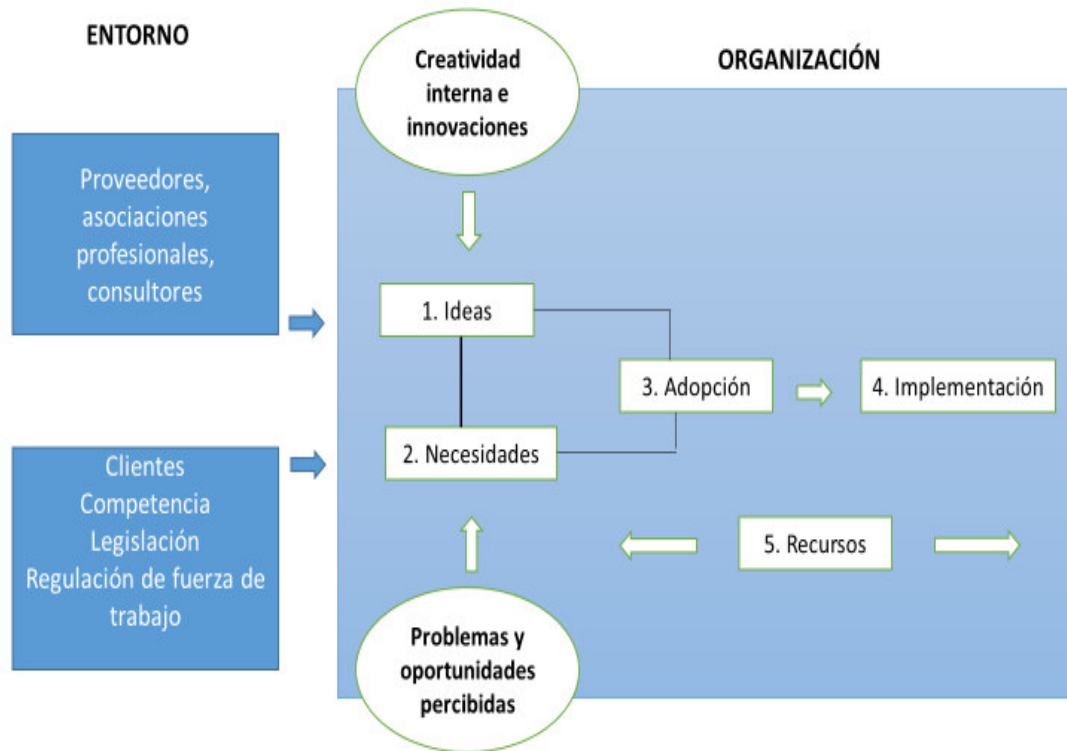 ENTORNO
Creatividad
interna e
innovaciones
ORGANIZACIÓN
Proveedores,
asociaciones
profesionales,
consultores
1. Ideas
3. Adopción
4. Implementación
2. Necesidades
Clientes
Competencia
Legislación
Regulación de fuerza de
trabajo
5. Recursos
Problemas y
oportunidades
percibidas